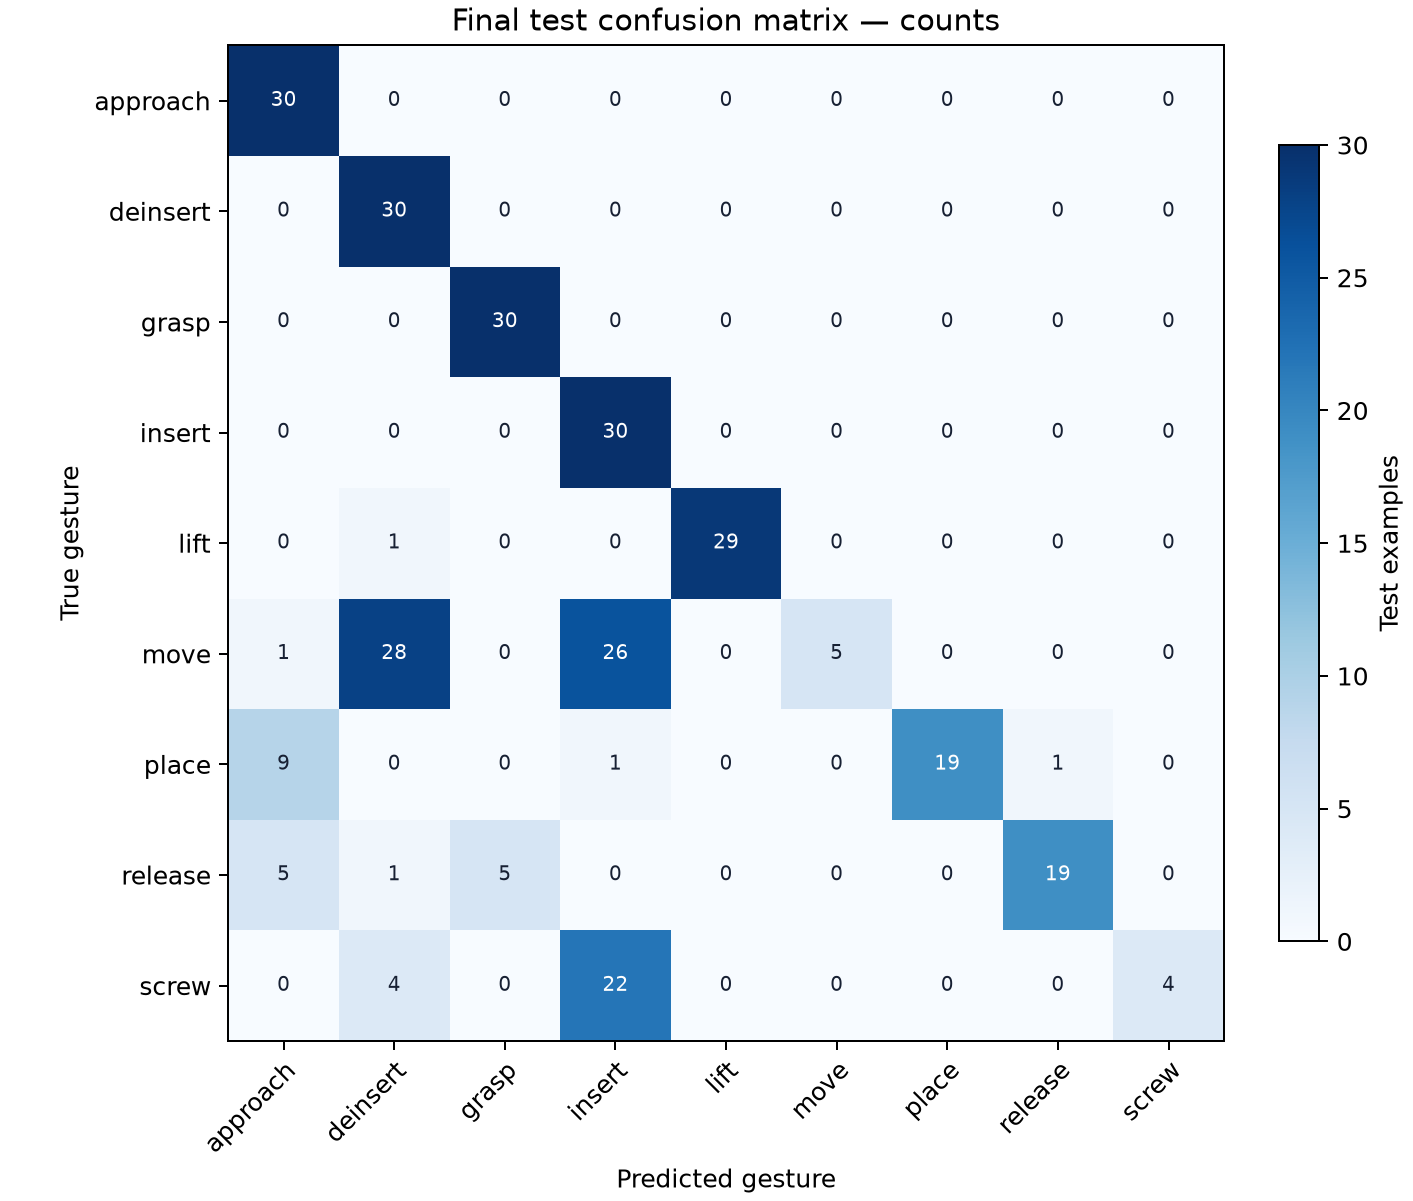 Final test confusion matrix — counts
approach 30 0 0 0 0 0 0 0 0
deinsert 0 30 0 0 0 0 0 0 0
grasp 0 0 30 0 0 0 0 0 0
insert 0 0 0 30 0 0 0 0 0
lift 0 1 0 0 29 0 0 0 0
move 1 28 0 26 0 5 0 0 0
place 9 0 0 1 0 0 19 1 0
release 5 1 5 0 0 0 0 19 0
screw 0 4 0 22 0 0 0 0 4
True gesture
approach deinsert grasp insert lift move place release screw
Predicted gesture
30
25
20
15
10
5
0
Test examples